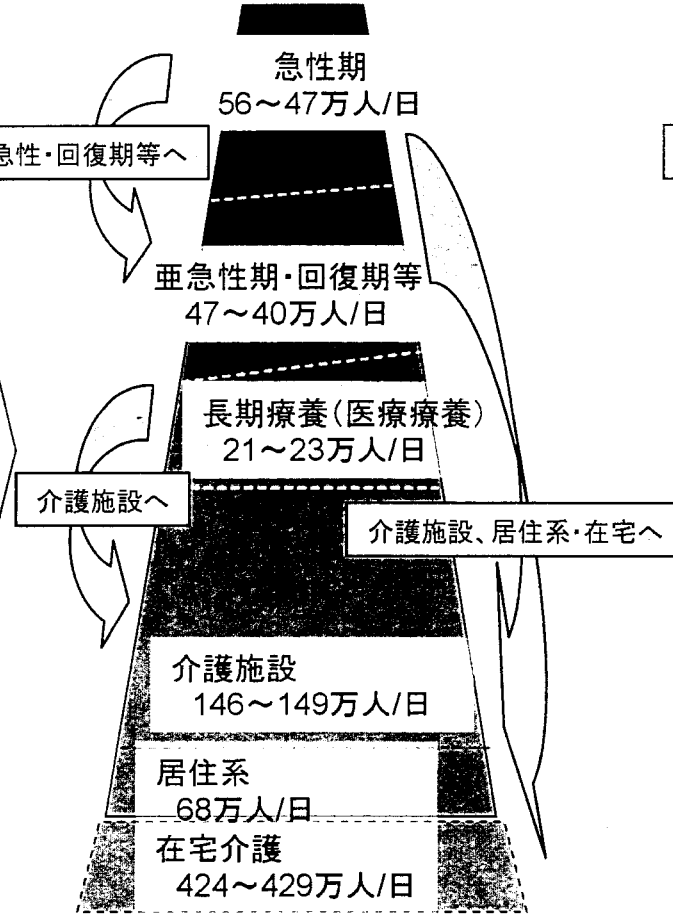 急性期
56～47万人/日
急性・回復期等へ
亜急性期・回復期等
47～40万人/日
長期療養(医療療養)
21～23万人/日
介護施設へ
介護施設、居住系・在宅へ
介護施設
146～149万人/日
居住系
68万人/日
在宅介護
424～429万人/日